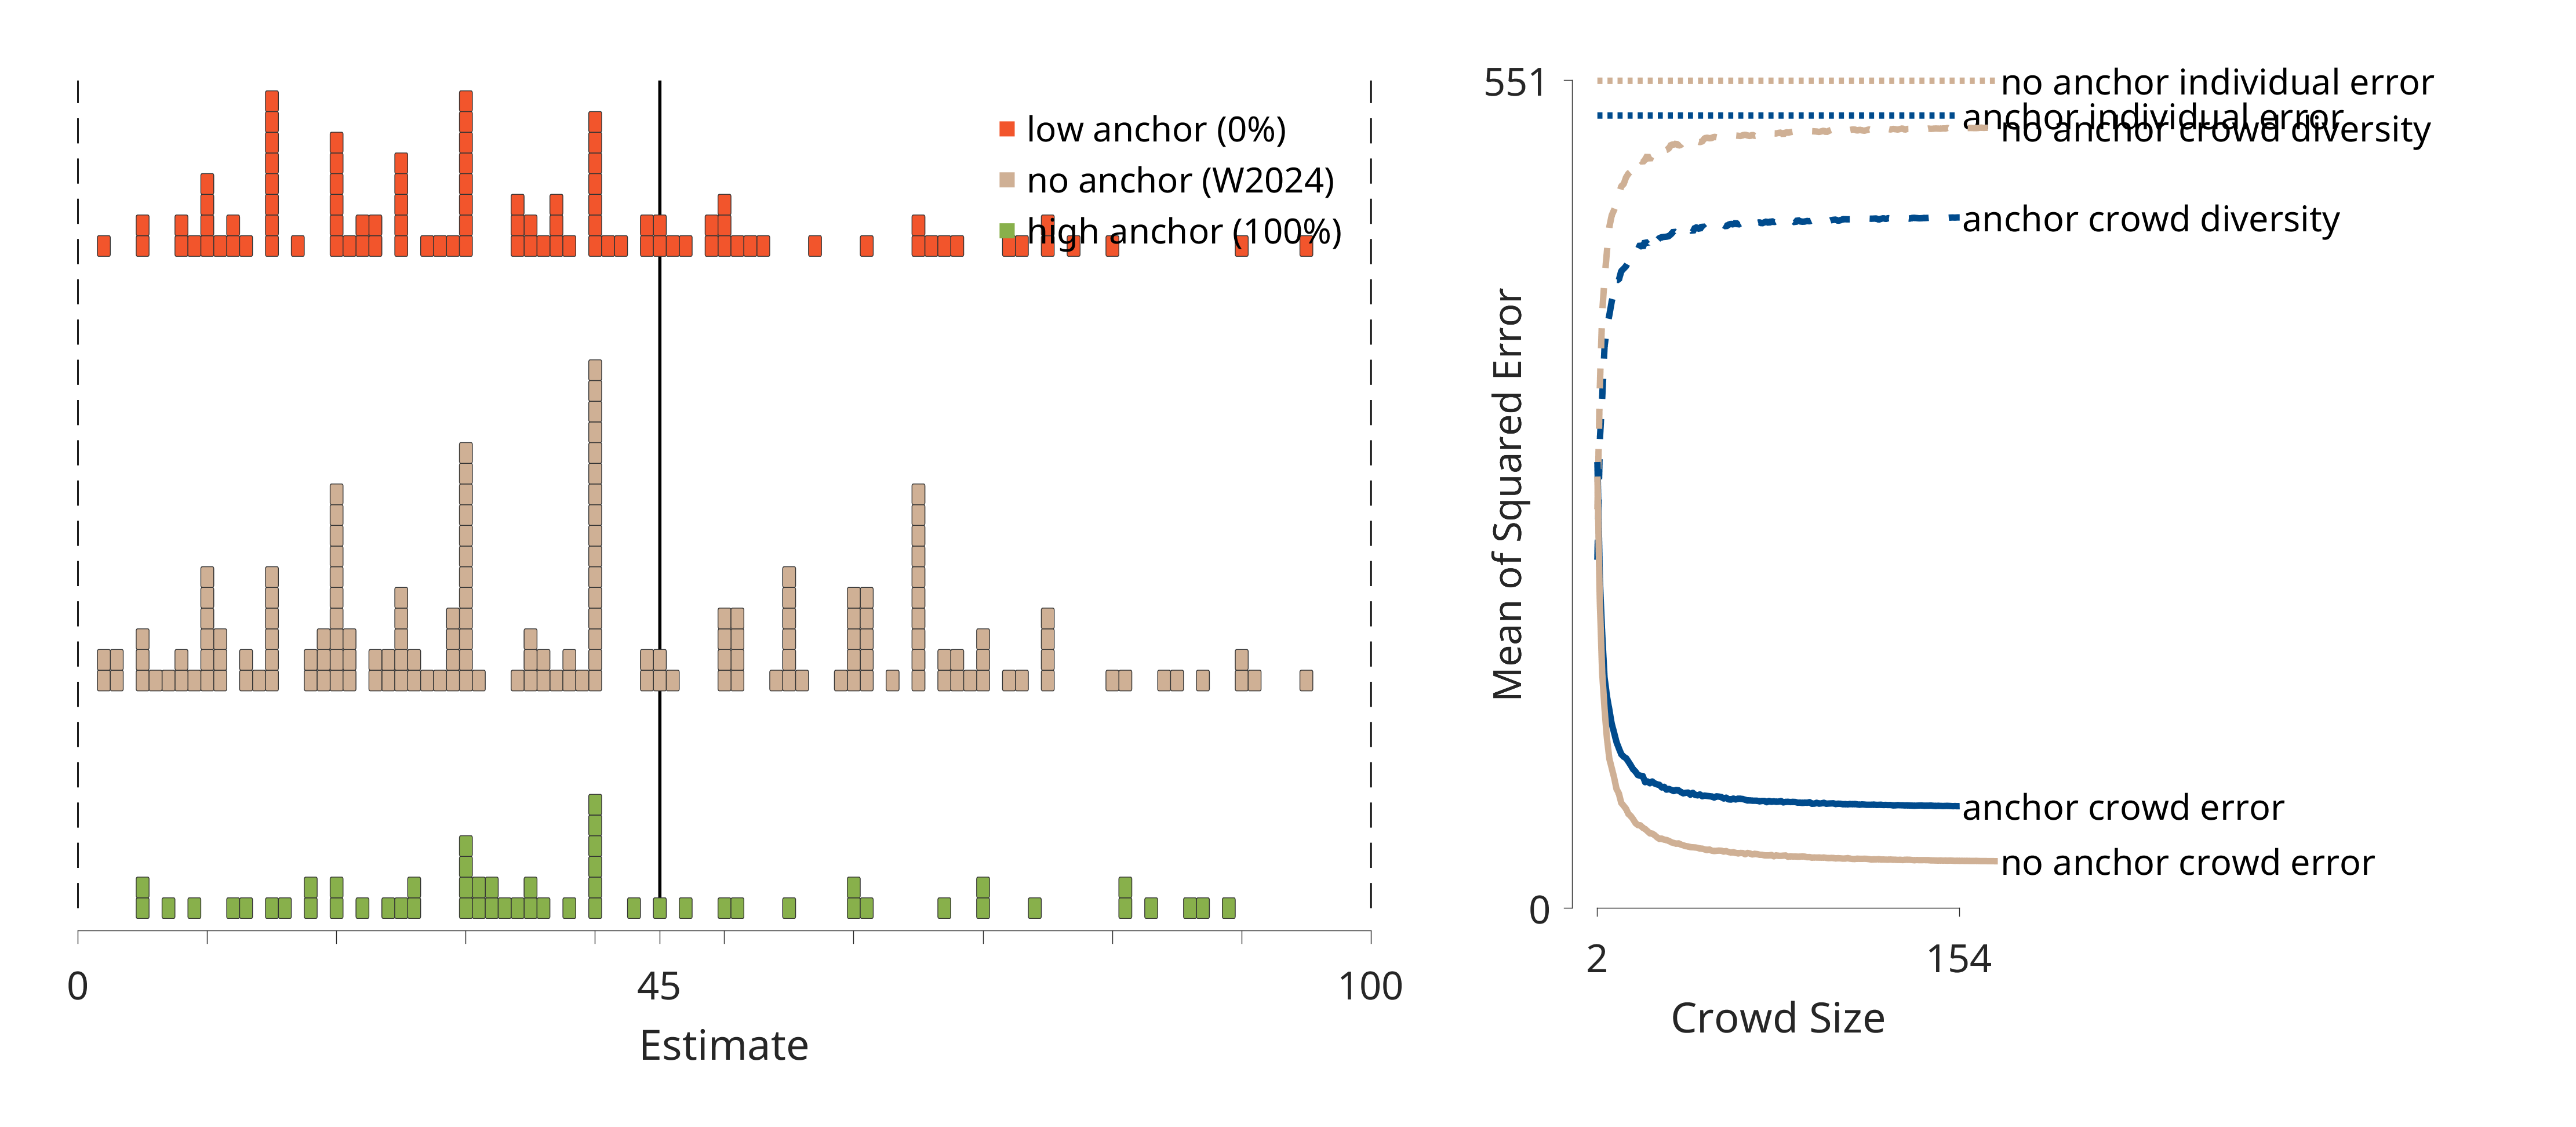 low anchor (0%)
no anchor (W2024)
high anchor (100%)
0
45
100
Estimate
551
0
Mean of Squared Error
no anchor individual error
anchor individual error
no anchor crowd diversity
anchor crowd diversity
anchor crowd error
no anchor crowd error
2
154
Crowd Size